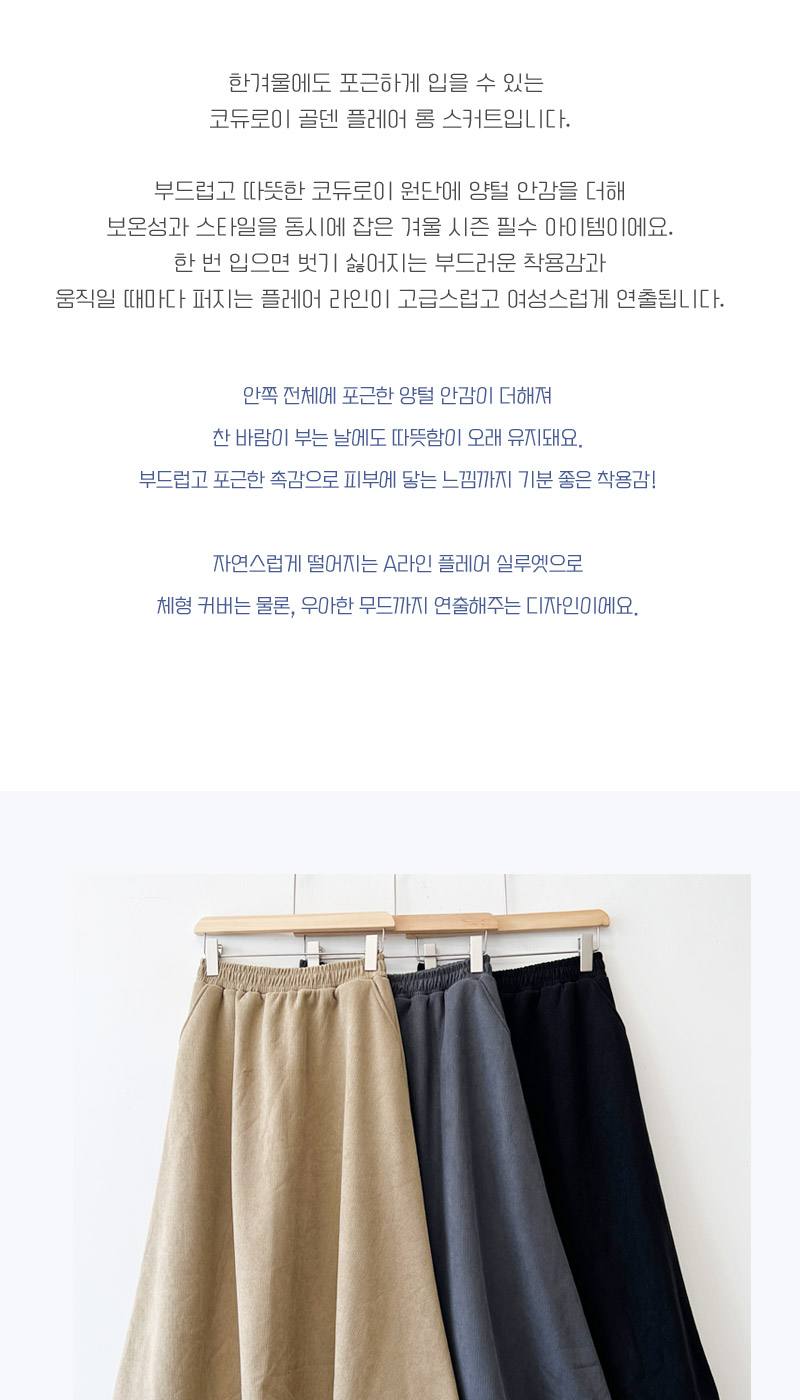 한겨울에도 포근하게 입을 수 있는
코듀로이 골덴 플레어 롱 스커트입니다.
부드럽고 따뜻한 코듀로이 원단에 양털 안감을 더해
보온성과 스타일을 동시에 잡은 겨울 시즌 필수 아이템이에요.
한 번 입으면 벗기 싫어지는 부드러운 착용감과
움직일 때마다 퍼지는 플레어 라인이 고급스럽고 여성스럽게 연출됩니다.
안쪽 전체에 포근한 양털 안감이 더해져
찬 바람이 부는 날에도 따뜻함이 오래 유지돼요.
부드럽고 포근한 촉감으로 피부에 닿는 느낌까지 기분 좋은 착용감!
자연스럽게 떨어지는 A라인 플레어 실루엣으로
체형 커버는 물론, 우아한 무드까지 연출해주는 디자인이에요.